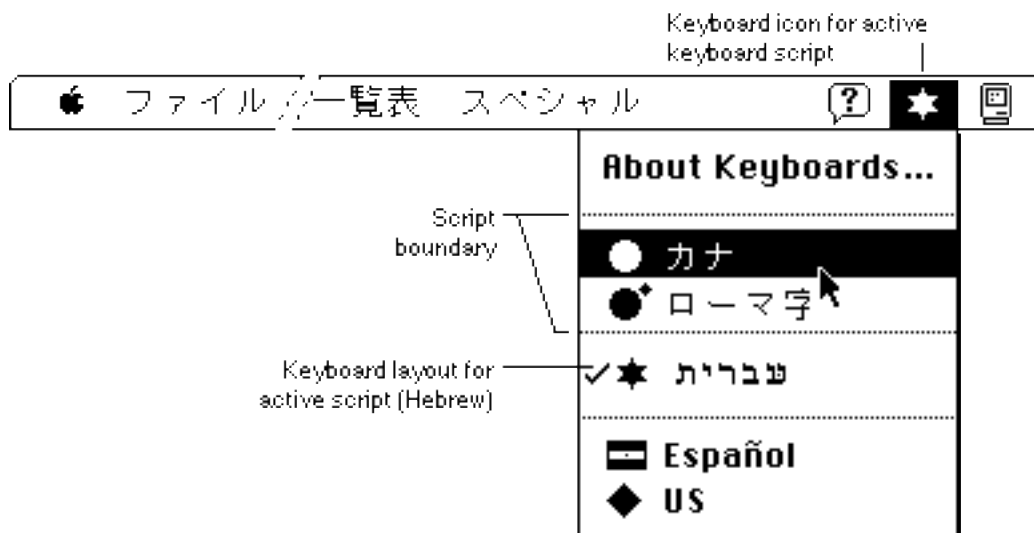 Keyboard icon for active
keyboard script
ファイル 一覧表 スペシャル ?
About Keyboards...
Script
boundary
カナ
ローマ字
Keyboard layout for
active script (Hebrew)
עברית
Español
US